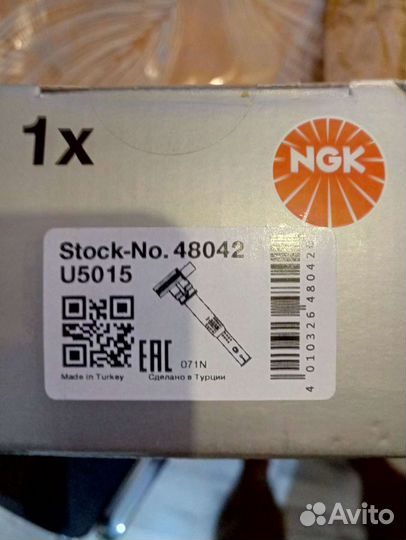 1x
NGK
Stock-No. 48042
U5015
EAC
071N
Made in Turkey
Сделано в Турции
4 010326 480426
Avito